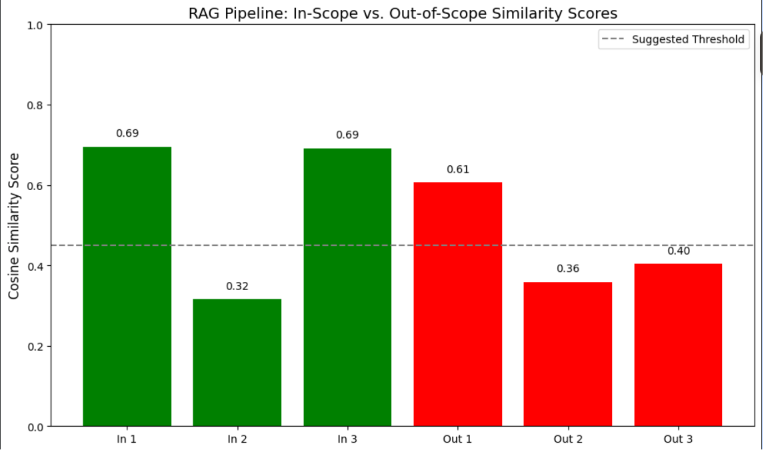 RAG Pipeline: In-Scope vs. Out-of-Scope Similarity Scores
Suggested Threshold
Cosine Similarity Score
1.0
0.8
0.6
0.4
0.2
0.0
0.69
0.32
0.69
0.61
0.36
0.40
In 1
In 2
In 3
Out 1
Out 2
Out 3